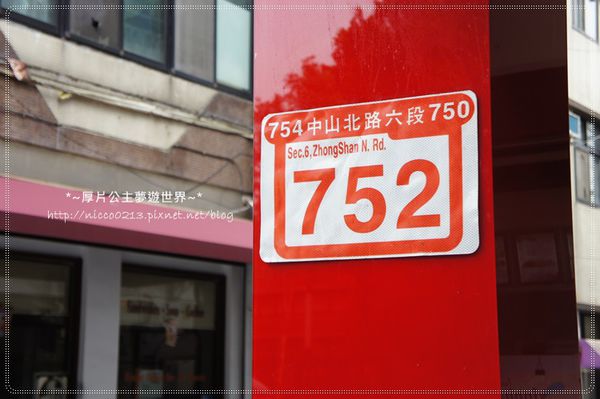 754中山北路六段750
Sec.6,ZhongShan N. Rd.
752
*~厚片公主夢遊世界~*
http://nicco0213.pixnet.net/blog